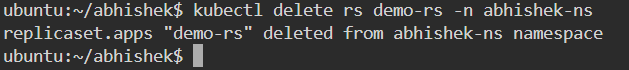 ubuntu:~/abhishek$ kubectl delete rs demo-rs -n abhishek-ns
replicaset.apps "demo-rs" deleted from abhishek-ns namespace
ubuntu:~/abhishek$